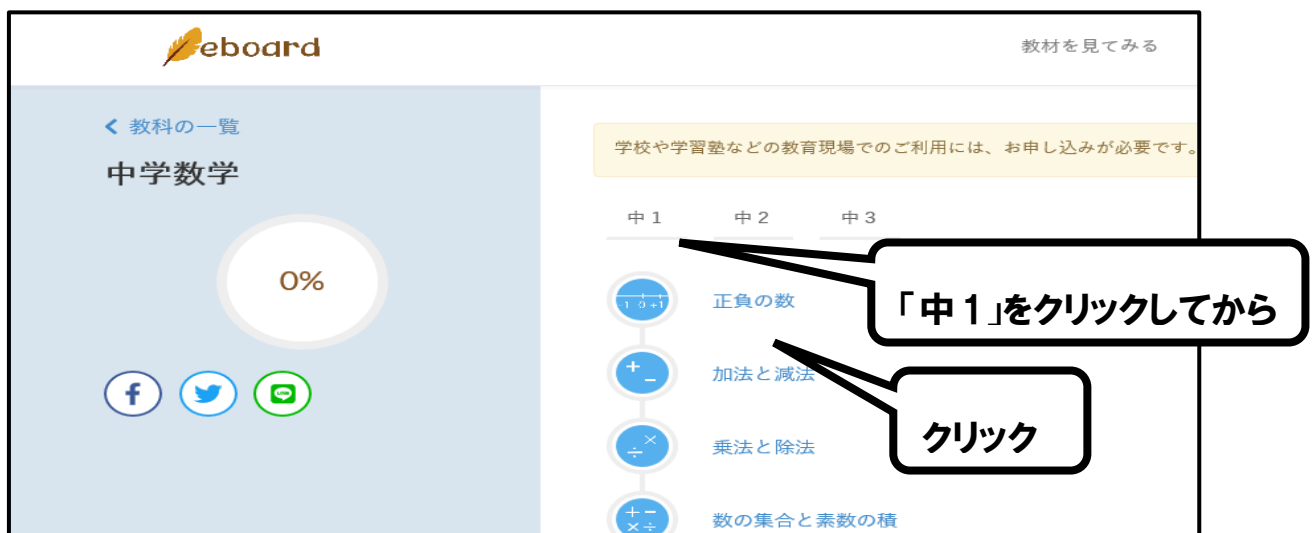 eboard
教材を見てみる
教科の一覧
中学数学
0%
学校や学習塾などの教育現場でのご利用には、お申し込みが必要です。
中1 中2 中3
「中1」をクリックしてから
-1 0 +1
正負の数
+ −
加法と減法
クリック
÷ ×
乗法と除法
+ −
× ÷
数の集合と素数の積
f
LINE